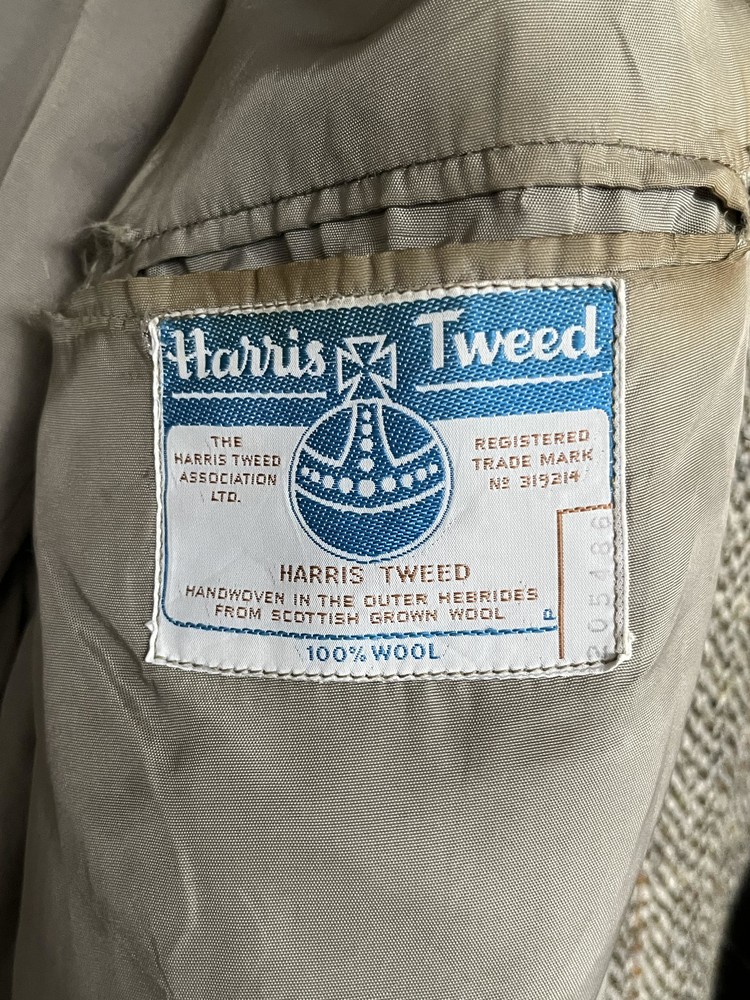 Harris Tweed
THE
HARRIS TWEED
ASSOCIATION
LTD.
REGISTERED
TRADE MARK
Nº 319214
HARRIS TWEED
HANDWOVEN IN THE OUTER HEBRIDES
FROM SCOTTISH GROWN WOOL
100% WOOL
205486